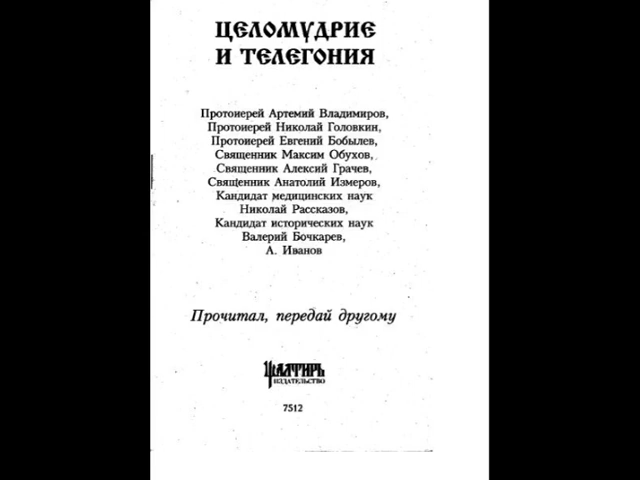 ЦЕЛОМУДРИЕ
И ТЕЛЕГОНИЯ
Протоиерей Артемий Владимиров,
Протоиерей Николай Головкин,
Протоиерей Евгений Бобылев,
Священник Максим Обухов,
Священник Алексий Грачев,
Священник Анатолий Измеров,
Кандидат медицинских наук
Николай Рассказов,
Кандидат исторических наук
Валерий Бочкарев,
А. Иванов
Прочитал, передай другому
ПСАЛТИРЬ
ИЗДАТЕЛЬСТВО
7512